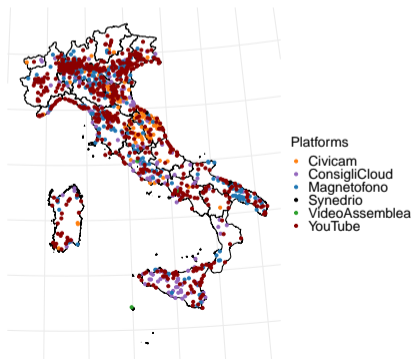 Platforms
Civicam
ConsigliCloud
Magnetofono
Synedrio
VideoAssemblea
YouTube